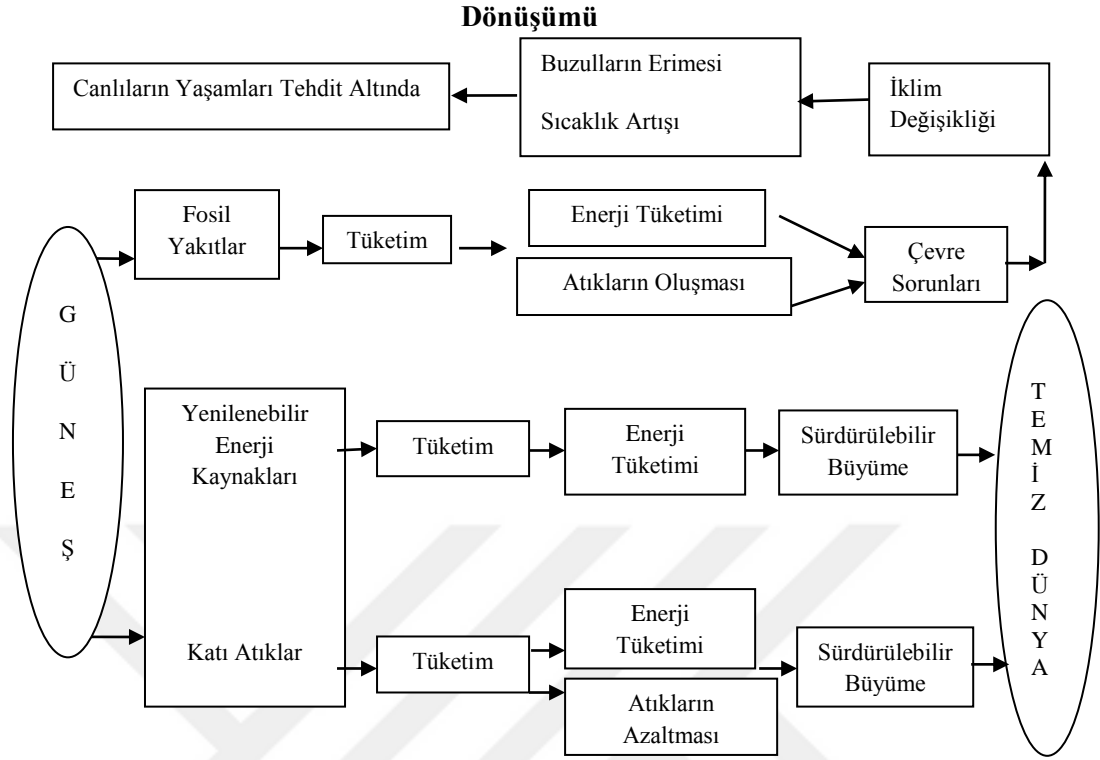 Dönüşümü
Canlıların Yaşamları Tehdit Altında
Buzulların Erimesi
Sıcaklık Artışı
İklim
Değişikliği
Fosil
Yakıtlar
Tüketim
Enerji Tüketimi
Atıkların Oluşması
Çevre
Sorunları
G
Ü
N
E
Ş
Yenilenebilir
Enerji
Kaynakları
Tüketim
Enerji
Tüketimi
Sürdürülebilir
Büyüme
Katı Atıklar
Tüketim
Enerji
Tüketimi
Atıkların
Azaltması
Sürdürülebilir
Büyüme
T
E
M
İ
Z
D
Ü
N
Y
A